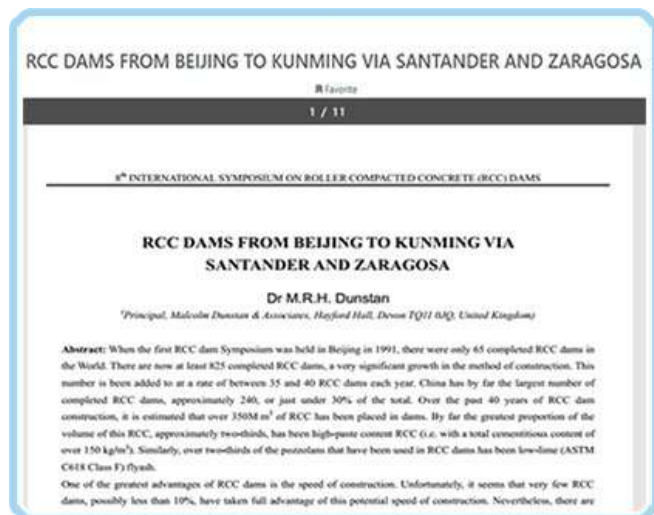 RCC DAMS FROM BEIJING TO KUNMING VIA SANTANDER AND ZARAGOSA
Favorite
1 / 11
8th INTERNATIONAL SYMPOSIUM ON ROLLER COMPACTED CONCRETE (RCC) DAMS
RCC DAMS FROM BEIJING TO KUNMING VIA
SANTANDER AND ZARAGOSA
Dr M.R.H. Dunstan
¹Principal, Malcolm Dunstan & Associates, Hayford Hall, Devon TQ11 0JQ, United Kingdom)
Abstract: When the first RCC dam Symposium was held in Beijing in 1991, there were only 65 completed RCC dams in
the World. There are now at least 825 completed RCC dams, a very significant growth in the method of construction. This
number is been added to at a rate of between 35 and 40 RCC dams each year. China has by far the largest number of
completed RCC dams, approximately 240, or just under 30% of the total. Over the past 40 years of RCC dam
construction, it is estimated that over 350M m³ of RCC has been placed in dams. By far the greatest proportion of the
volume of this RCC, approximately two-thirds, has been high-paste content RCC (i.e. with a total cementitious content of
over 150 kg/m³). Similarly, over two-thirds of the pozzolans that have been used in RCC dams has been low-lime (ASTM
C618 Class F) flyash.
One of the greatest advantages of RCC dams is the speed of construction. Unfortunately, it seems that very few RCC
dams, possibly less than 10%, have taken full advantage of this potential speed of construction. Nevertheless, there are